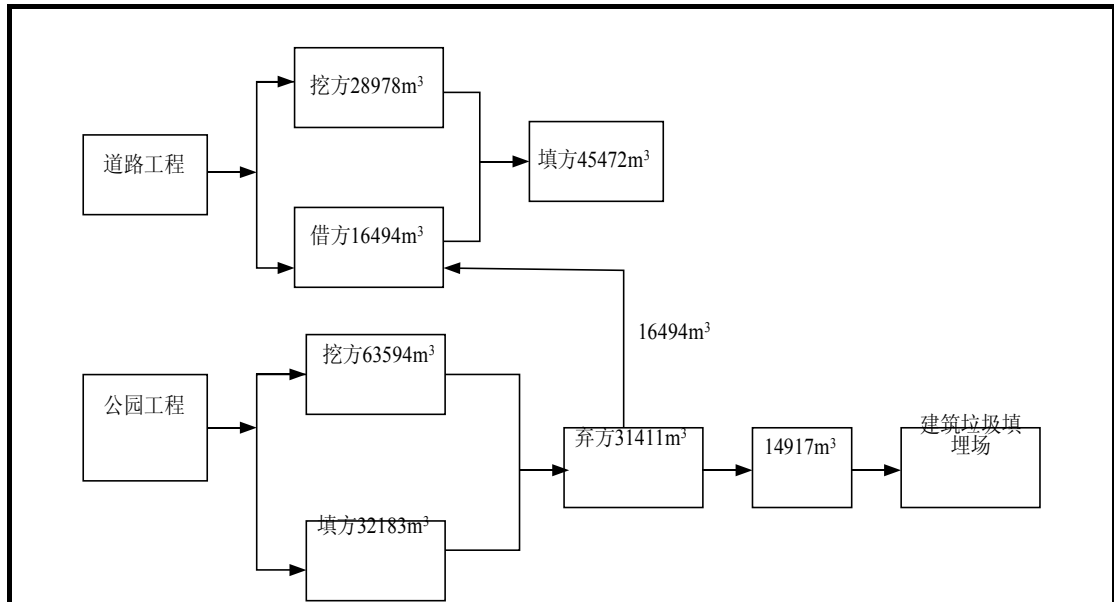 挖方28978m³
道路工程
填方45472m³
借方16494m³
16494m³
挖方63594m³
公园工程
弃方31411m³
14917m³
建筑垃圾填
埋场
填方32183m³